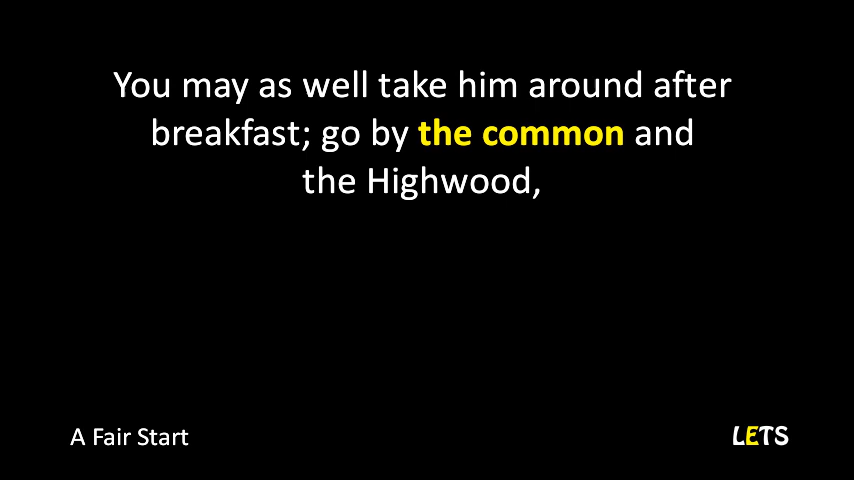 You may as well take him around after
breakfast; go by the common and
the Highwood,
A Fair Start
LETS